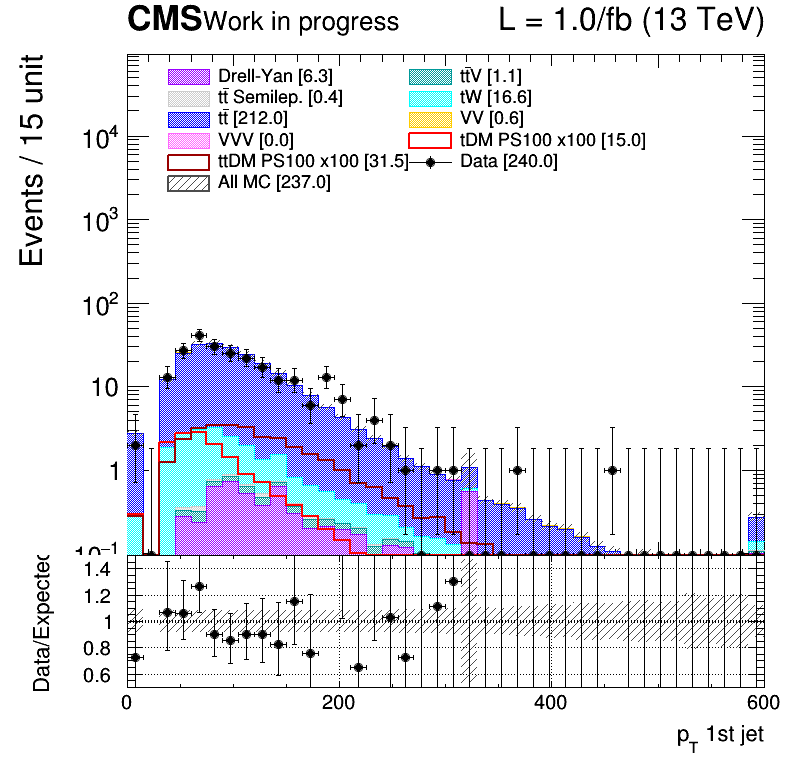 CMS Work in progress L = 1.0/fb (13 TeV)
Events / 15 unit
Drell-Yan [6.3] tt̄V [1.1]
tt̄ Semilep. [0.4] tW [16.6]
tt̄ [212.0] VV [0.6]
VVV [0.0] tDM PS100 x100 [15.0]
ttDM PS100 x100 [31.5] Data [240.0]
All MC [237.0]
10⁴
10³
10²
10
1
10⁻¹
Data/Expected
1.4
1.2
1
0.8
0.6
0 200 400 600
p_T 1st jet